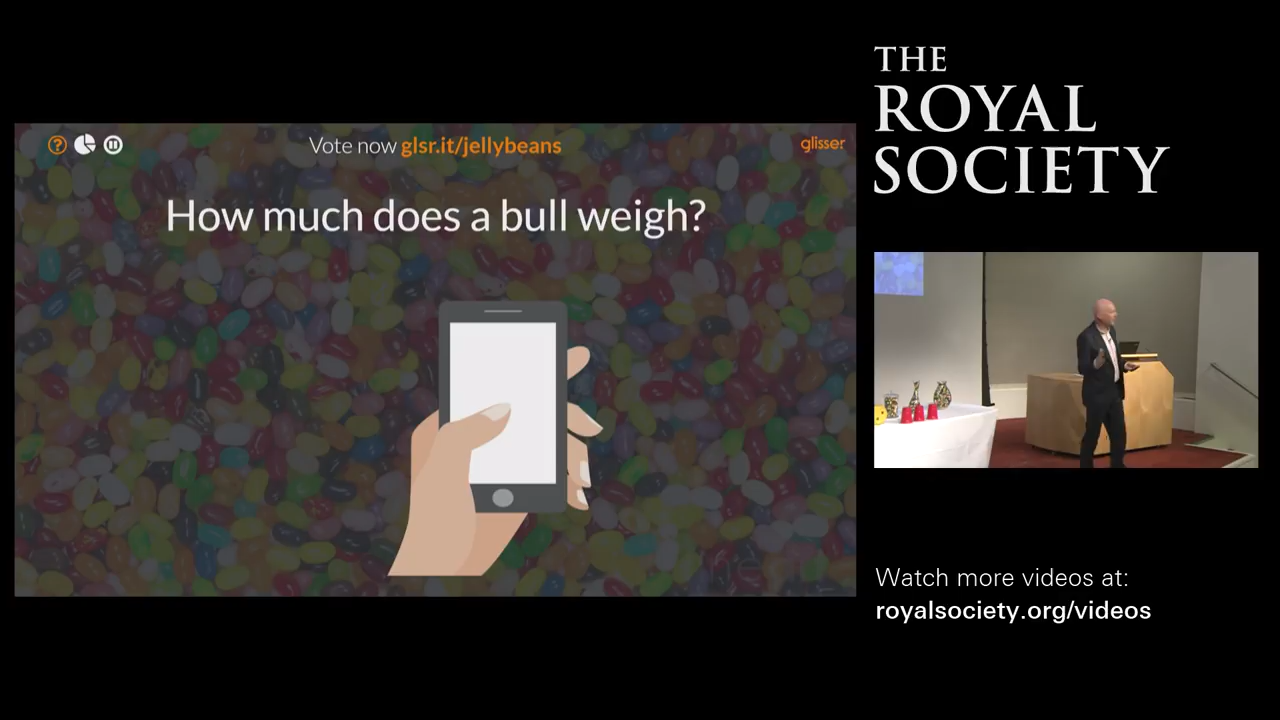 Vote now glsr.it/jellybeans
glisser
How much does a bull weigh?
THE
ROYAL
SOCIETY
Watch more videos at:
royalsociety.org/videos